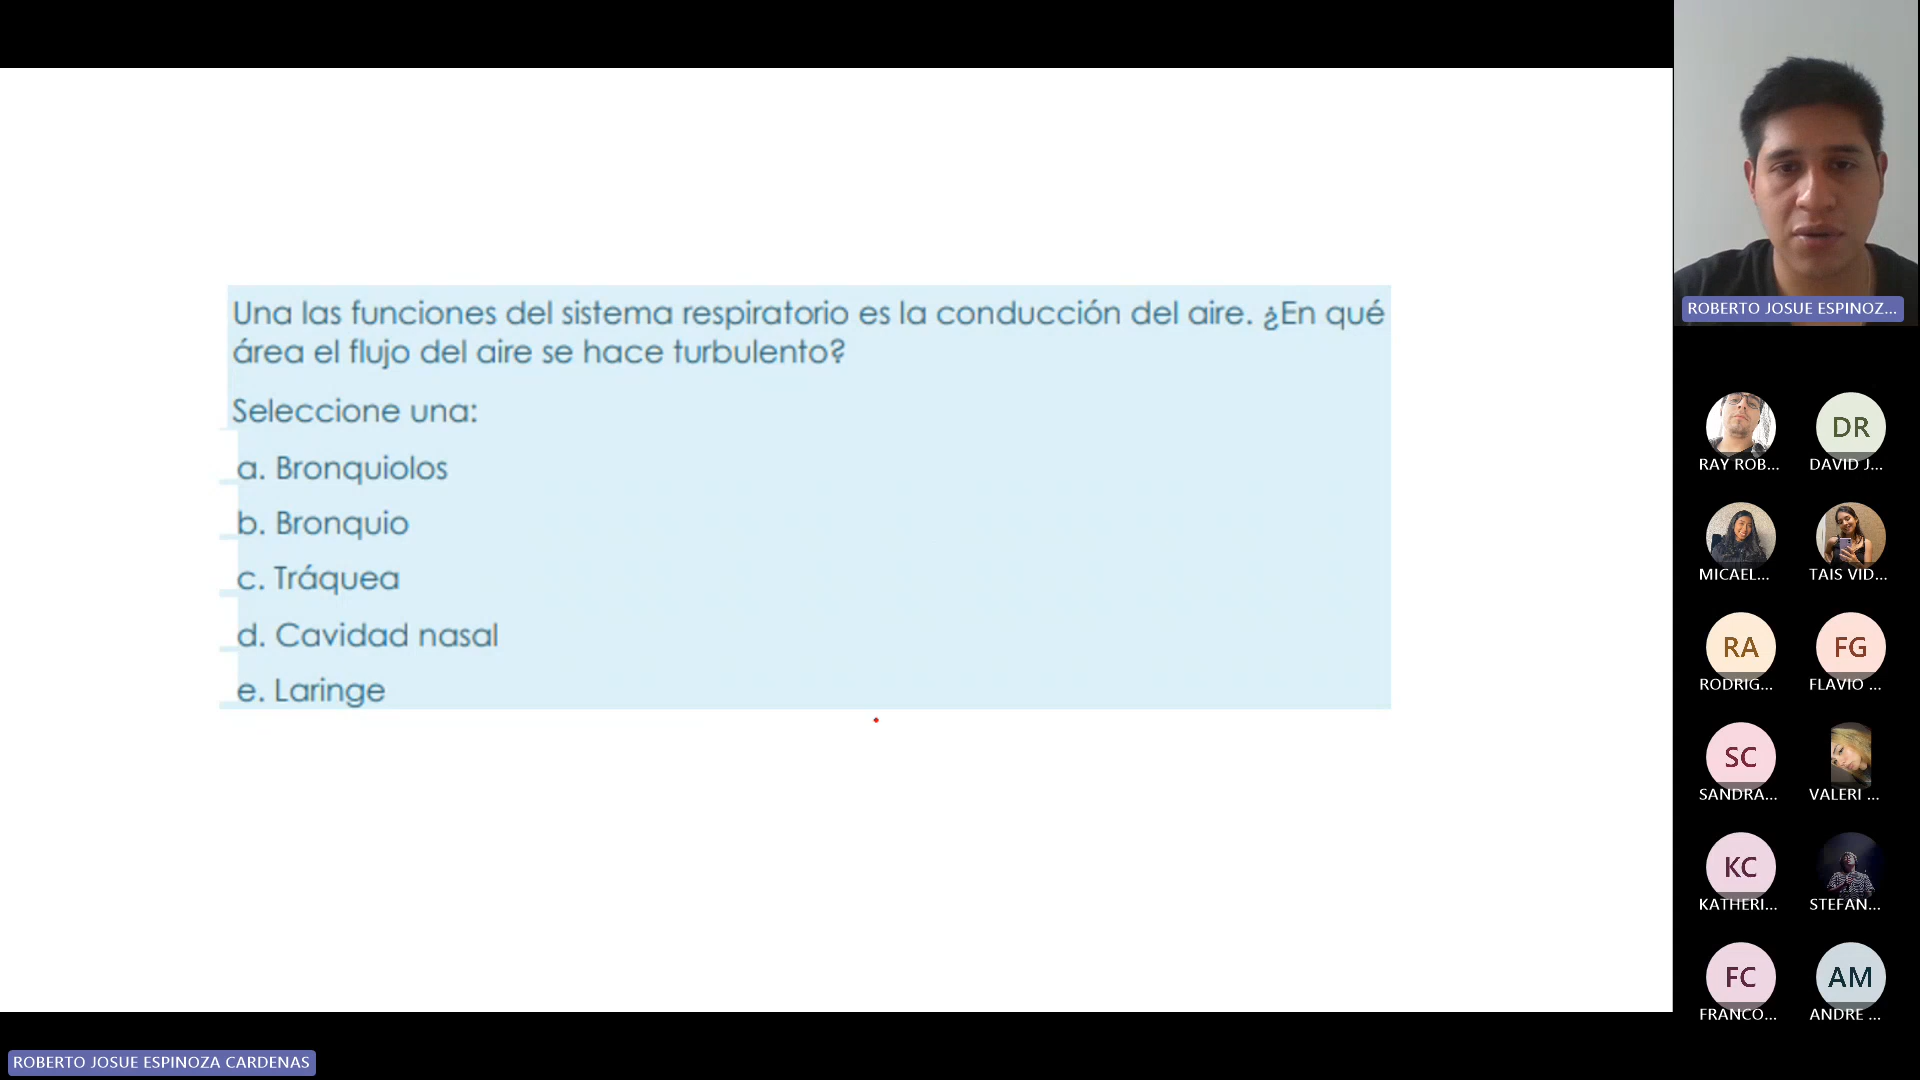 Una las funciones del sistema respiratorio es la conducción del aire. ¿En qué
área el flujo del aire se hace turbulento?
Seleccione una:
a. Bronquiolos
b. Bronquio
c. Tráquea
d. Cavidad nasal
e. Laringe
ROBERTO JOSUE ESPINOZ...
RAY ROB...
DR
DAVID J...
MICAEL...
TAIS VID...
RA
RODRIG...
FG
FLAVIO ...
SC
SANDRA...
VALERI ...
KC
KATHERI...
STEFAN...
FC
FRANCO...
AM
ANDRE ...
ROBERTO JOSUE ESPINOZA CARDENAS